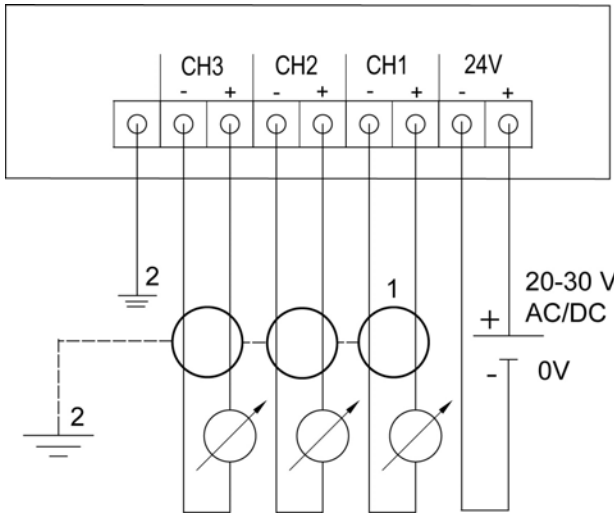 CH3 CH2 CH1 24V
- + - + - + - +
2
1
20-30 V
AC/DC
+
- 0V
2